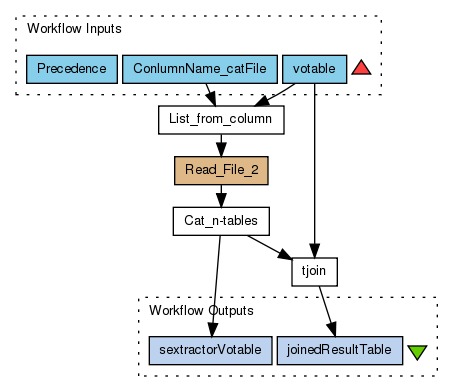 Workflow Inputs
Precedence
ConlumnName_catFile
votable
List_from_column
Read_File_2
Cat_n-tables
tjoin
Workflow Outputs
sextractorVotable
joinedResultTable